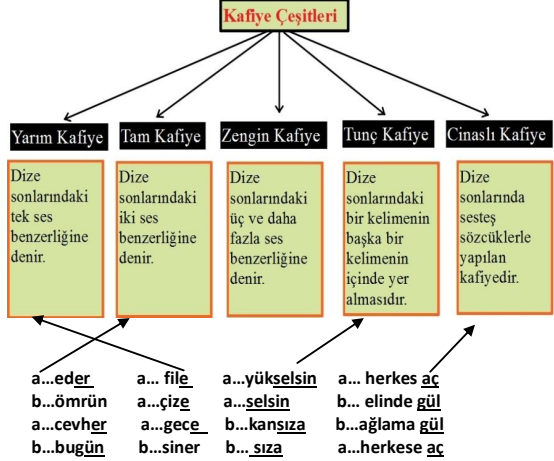 Kafiye Çeşitleri
Yarım Kafiye
Dize
sonlarındaki
tek ses
benzerliğine
denir.
Tam Kafiye
Dize
sonlarındaki
iki ses
benzerliğine
denir.
Zengin Kafiye
Dize
sonlarındaki
üç ve daha
fazla ses
benzerliğine
denir.
Tunç Kafiye
Dize
sonlarındaki
bir kelimenin
başka bir
kelimenin
içinde yer
almasıdır.
Cinaslı Kafiye
Dize
sonlarında
sesteş
sözcüklerle
yapılan
kafiyedir.
a...eder
b...ömrün
a...cevher
b...bugün
a... file
a...çize
a...gece
b...siner
a...yükselsin
a...selsin
b...kansıza
b... sıza
a... herkes aç
b... elinde gül
b...ağlama gül
a...herkese aç